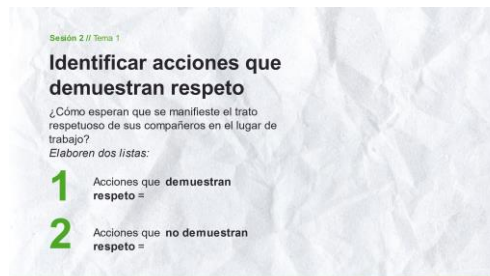 Sesión 2 // Tema 1
Identificar acciones que
demuestran respeto
¿Cómo esperan que se manifieste el trato
respetuoso de sus compañeros en el lugar de
trabajo?
Elaboren dos listas:
1
Acciones que demuestran
respeto =
2
Acciones que no demuestran
respeto =